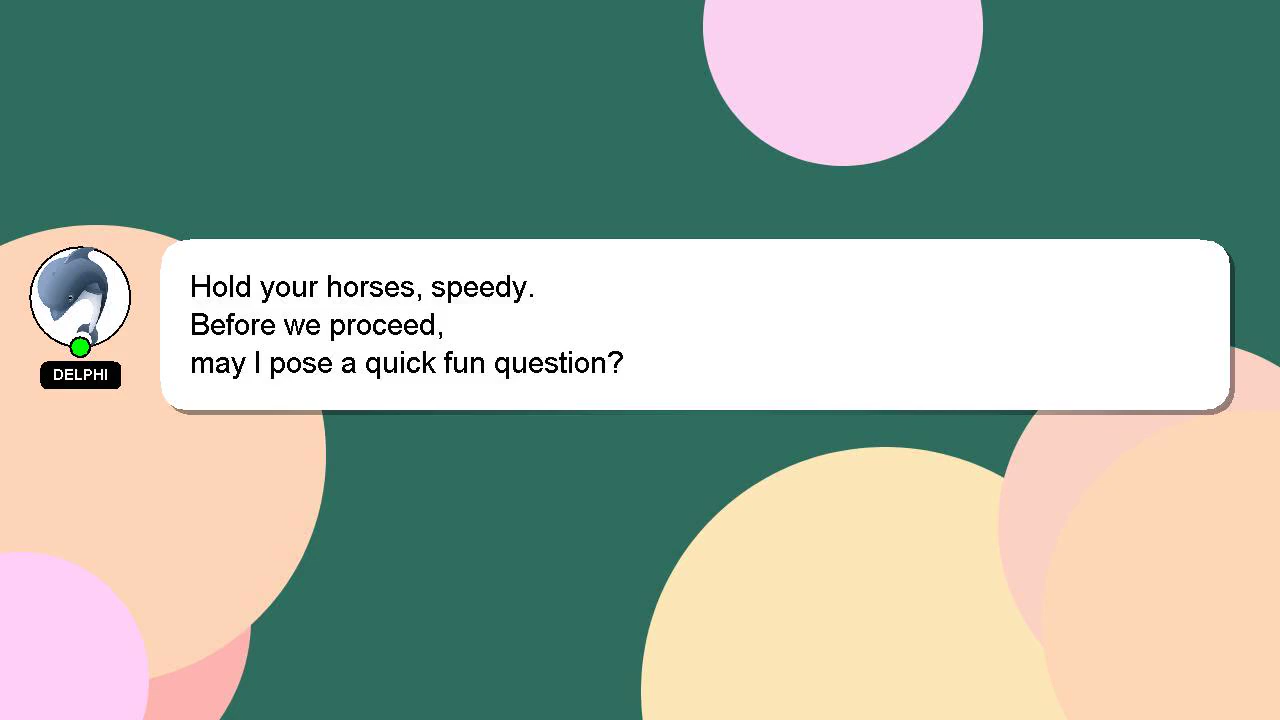 Hold your horses, speedy.
Before we proceed,
may I pose a quick fun question?
DELPHI